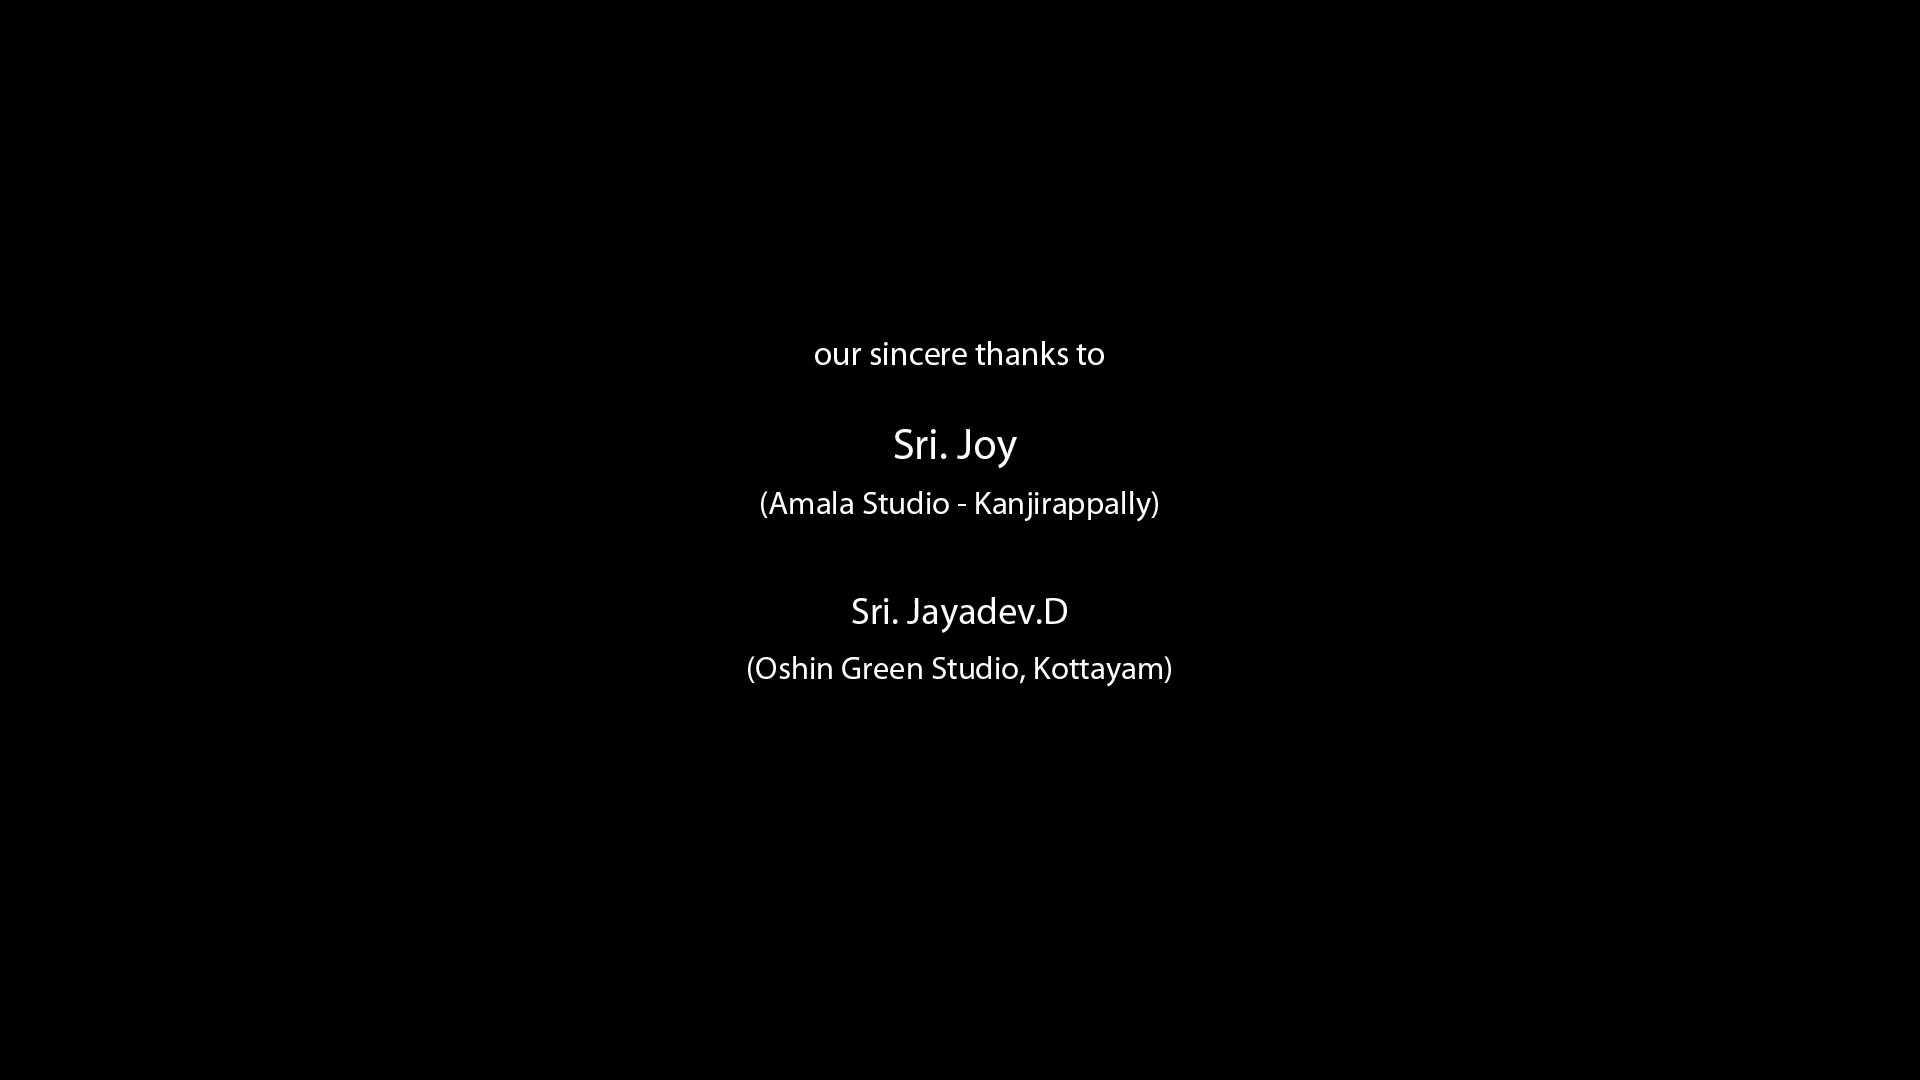 our sincere thanks to
Sri. Joy
(Amala Studio - Kanjirappally)
Sri. Jayadev.D
(Oshin Green Studio, Kottayam)